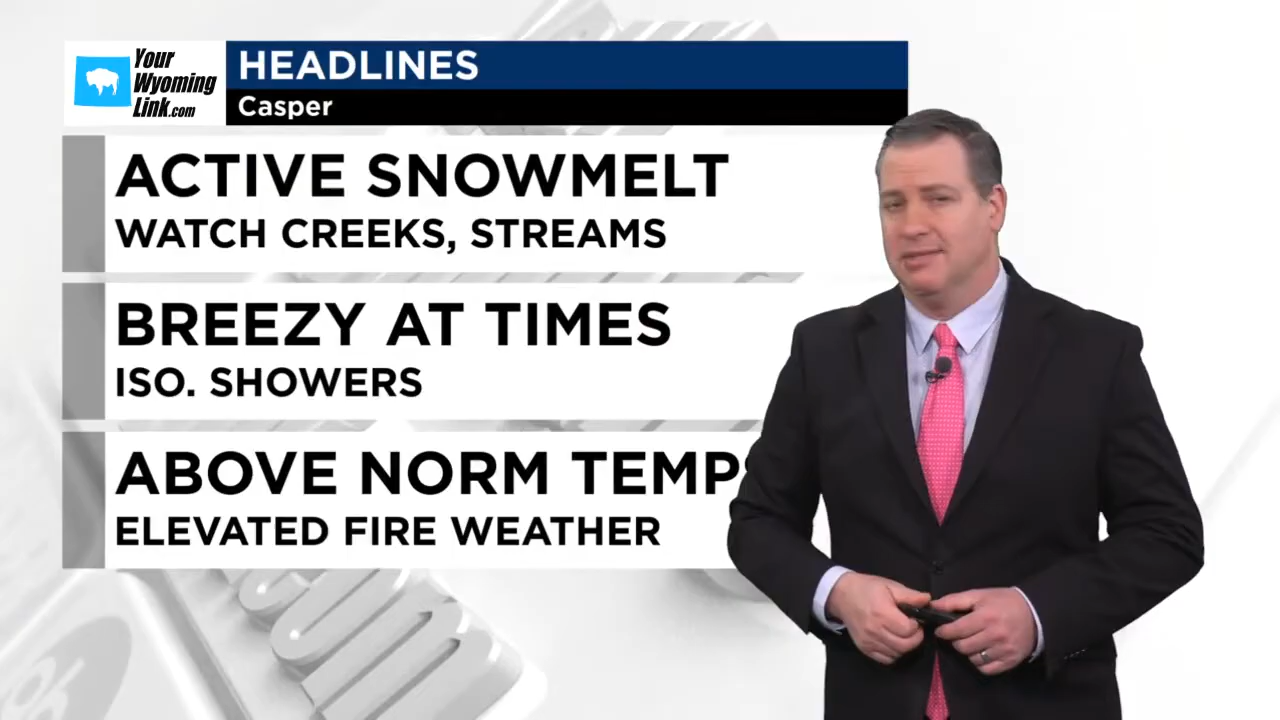 Your
Wyoming
Link.com
HEADLINES
Casper
ACTIVE SNOWMELT
WATCH CREEKS, STREAMS
BREEZY AT TIMES
ISO. SHOWERS
ABOVE NORM TEMPS
ELEVATED FIRE WEATHER